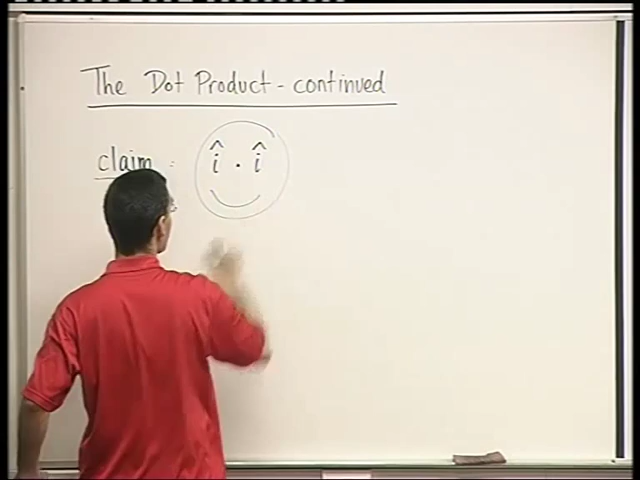 The Dot Product - continued
claim : î · î